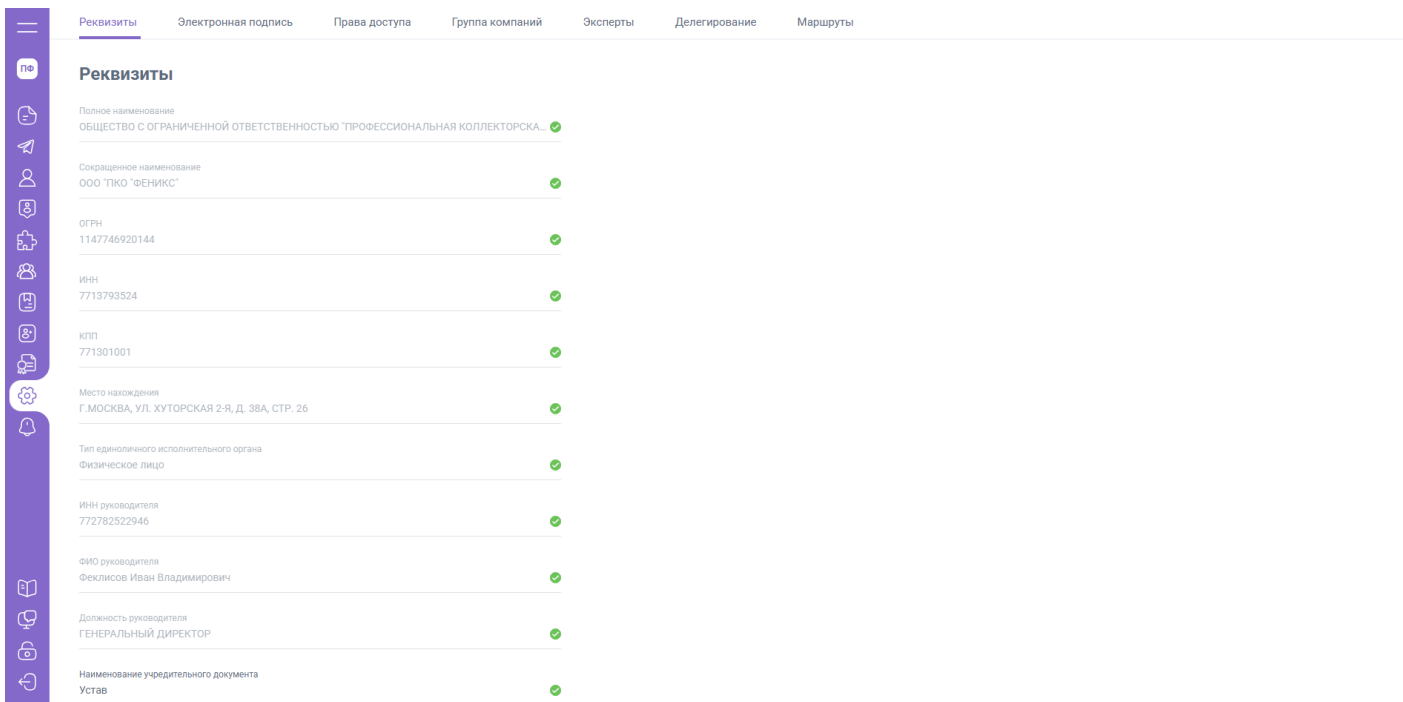 Реквизиты Электронная подпись Права доступа Группа компаний Эксперты Делегирование Маршруты
ПФ
Реквизиты
Полное наименование
ОБЩЕСТВО С ОГРАНИЧЕННОЙ ОТВЕТСТВЕННОСТЬЮ "ПРОФЕССИОНАЛЬНАЯ КОЛЛЕКТОРСКА...
Сокращенное наименование
ООО "ПКО "ФЕНИКС"
ОГРН
1147746920144
ИНН
7713793524
КПП
771301001
Место нахождения
Г.МОСКВА, УЛ. ХУТОРСКАЯ 2-Я, Д. 38А, СТР. 26
Тип единоличного исполнительного органа
Физическое лицо
ИНН руководителя
772782522946
ФИО руководителя
Феклисов Иван Владимирович
Должность руководителя
ГЕНЕРАЛЬНЫЙ ДИРЕКТОР
Наименование учредительного документа
Устав